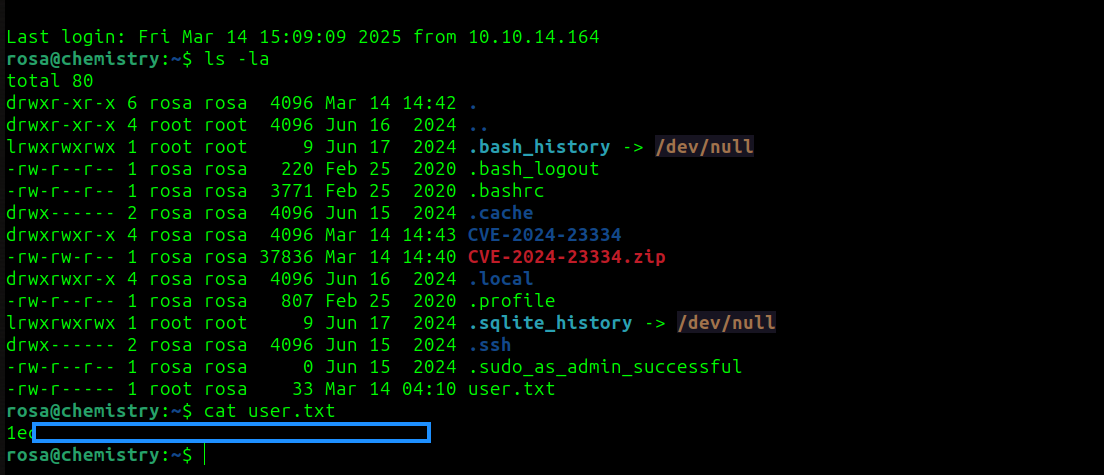 Last login: Fri Mar 14 15:09:09 2025 from 10.10.14.164
rosa@chemistry:~$ ls -la
total 80
drwxr-xr-x 6 rosa rosa  4096 Mar 14 14:42 .
drwxr-xr-x 4 root root  4096 Jun 16  2024 ..
lrwxrwxrwx 1 root root     9 Jun 17  2024 .bash_history -> /dev/null
-rw-r--r-- 1 rosa rosa   220 Feb 25  2020 .bash_logout
-rw-r--r-- 1 rosa rosa  3771 Feb 25  2020 .bashrc
drwx------ 2 rosa rosa  4096 Jun 15  2024 .cache
drwxrwxr-x 4 rosa rosa  4096 Mar 14 14:43 CVE-2024-23334
-rw-rw-r-- 1 rosa rosa 37836 Mar 14 14:40 CVE-2024-23334.zip
drwxrwxr-x 4 rosa rosa  4096 Jun 16  2024 .local
-rw-r--r-- 1 rosa rosa   807 Feb 25  2020 .profile
lrwxrwxrwx 1 root root     9 Jun 17  2024 .sqlite_history -> /dev/null
drwx------ 2 rosa rosa  4096 Jun 15  2024 .ssh
-rw-r--r-- 1 rosa rosa     0 Jun 15  2024 .sudo_as_admin_successful
-rw-r----- 1 root rosa    33 Mar 14 04:10 user.txt
rosa@chemistry:~$ cat user.txt
rosa@chemistry:~$